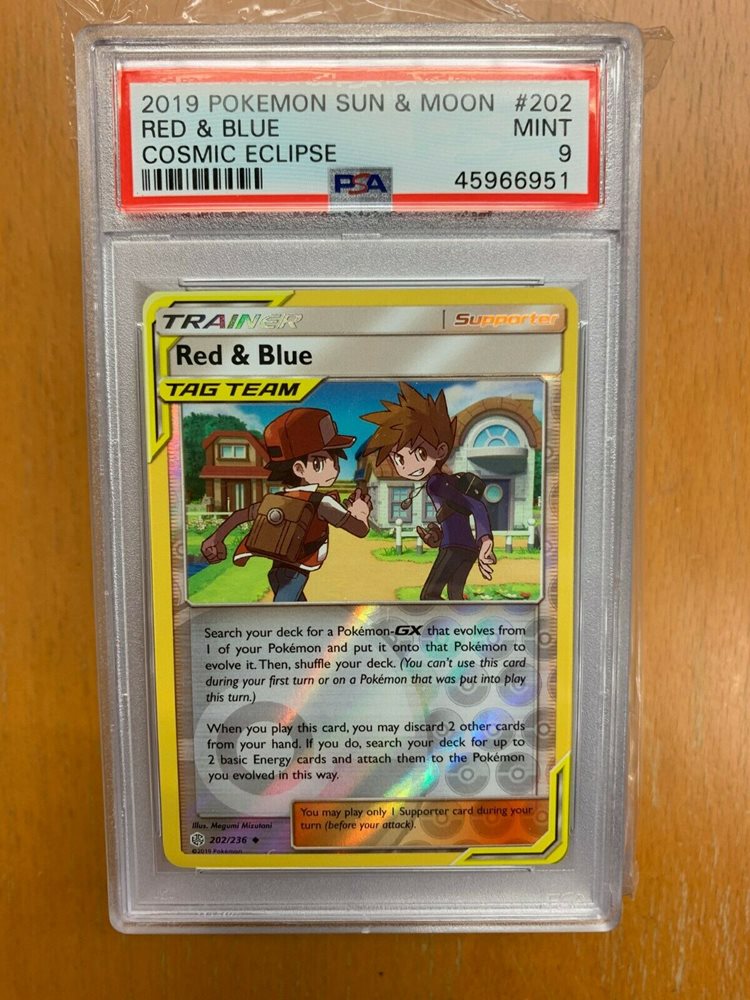 2019 POKEMON SUN & MOON #202
RED & BLUE MINT
COSMIC ECLIPSE 9
PSA 45966951
TRAINER Supporter
Red & Blue
TAG TEAM
Search your deck for a Pokémon-GX that evolves from
1 of your Pokémon and put it onto that Pokémon to
evolve it. Then, shuffle your deck. (You can't use this card
during your first turn or on a Pokémon that was put into play
this turn.)
When you play this card, you may discard 2 other cards
from your hand. If you do, search your deck for up to
2 basic Energy cards and attach them to the Pokémon
you evolved in this way.
You may play only 1 Supporter card during your
turn (before your attack).
Illus. Megumi Mizutani
202/236
©2019 Pokémon